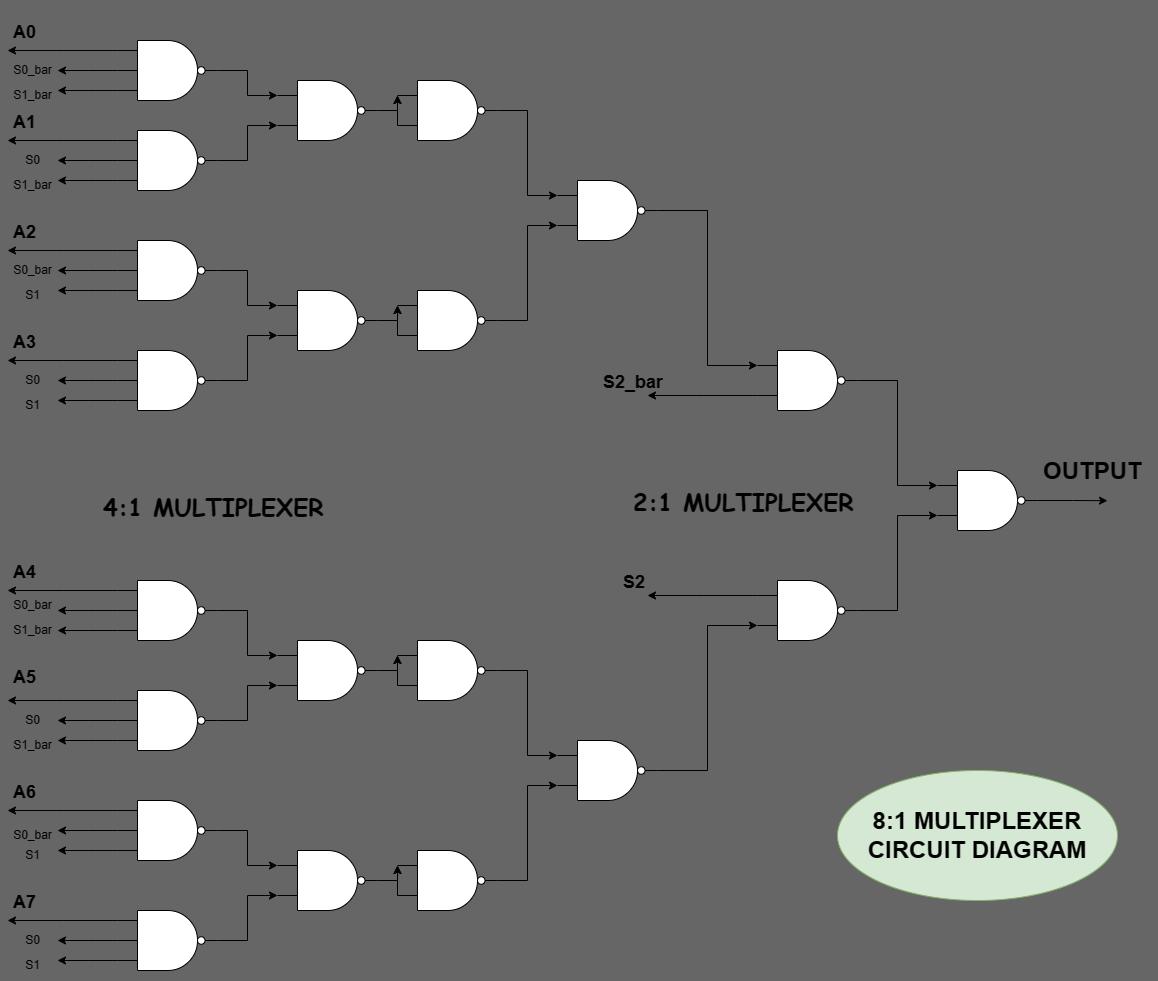 A0
S0_bar
S1_bar
A1
S0
S1_bar
A2
S0_bar
S1
A3
S0
S1
S2_bar
OUTPUT
4:1 MULTIPLEXER
2:1 MULTIPLEXER
A4
S0_bar
S1_bar
S2
A5
S0
S1_bar
A6
S0_bar
S1
A7
S0
S1
8:1 MULTIPLEXER
CIRCUIT DIAGRAM